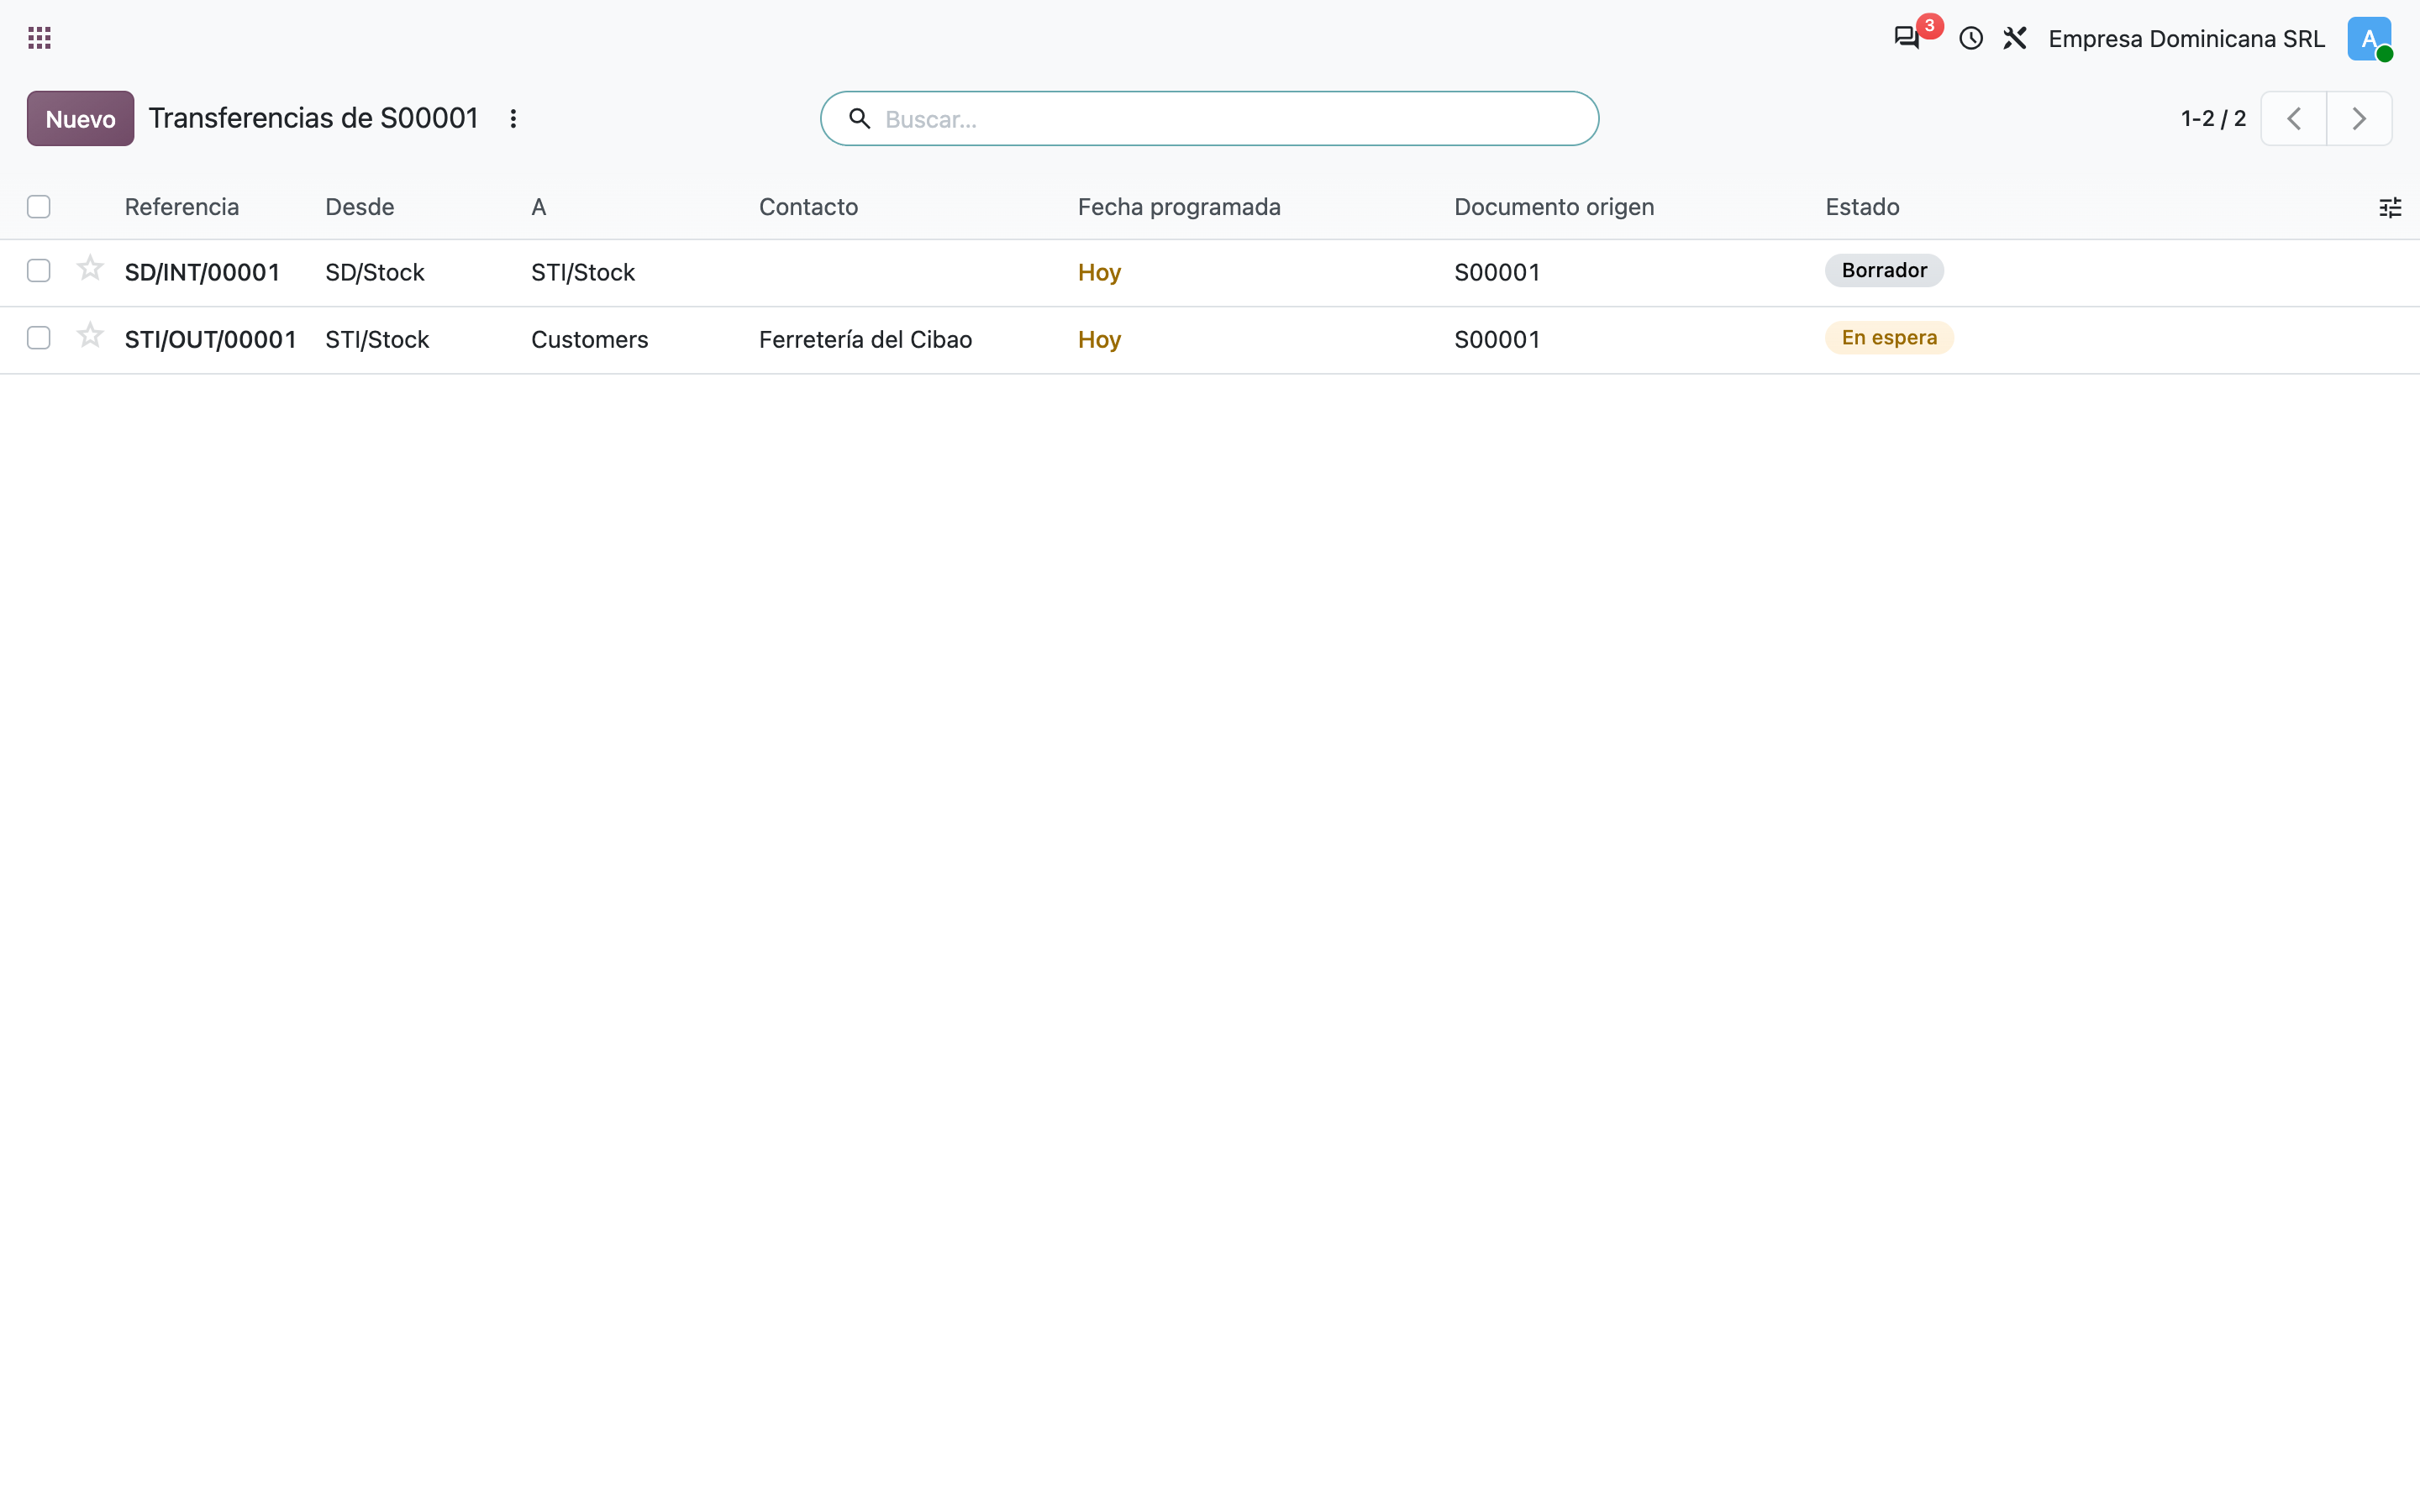 3
Empresa Dominicana SRL
A
Nuevo
Transferencias de S00001
Buscar...
1-2 / 2
Referencia Desde A Contacto Fecha programada Documento origen Estado
SD/INT/00001 SD/Stock STI/Stock Hoy S00001 Borrador
STI/OUT/00001 STI/Stock Customers Ferretería del Cibao Hoy S00001 En espera